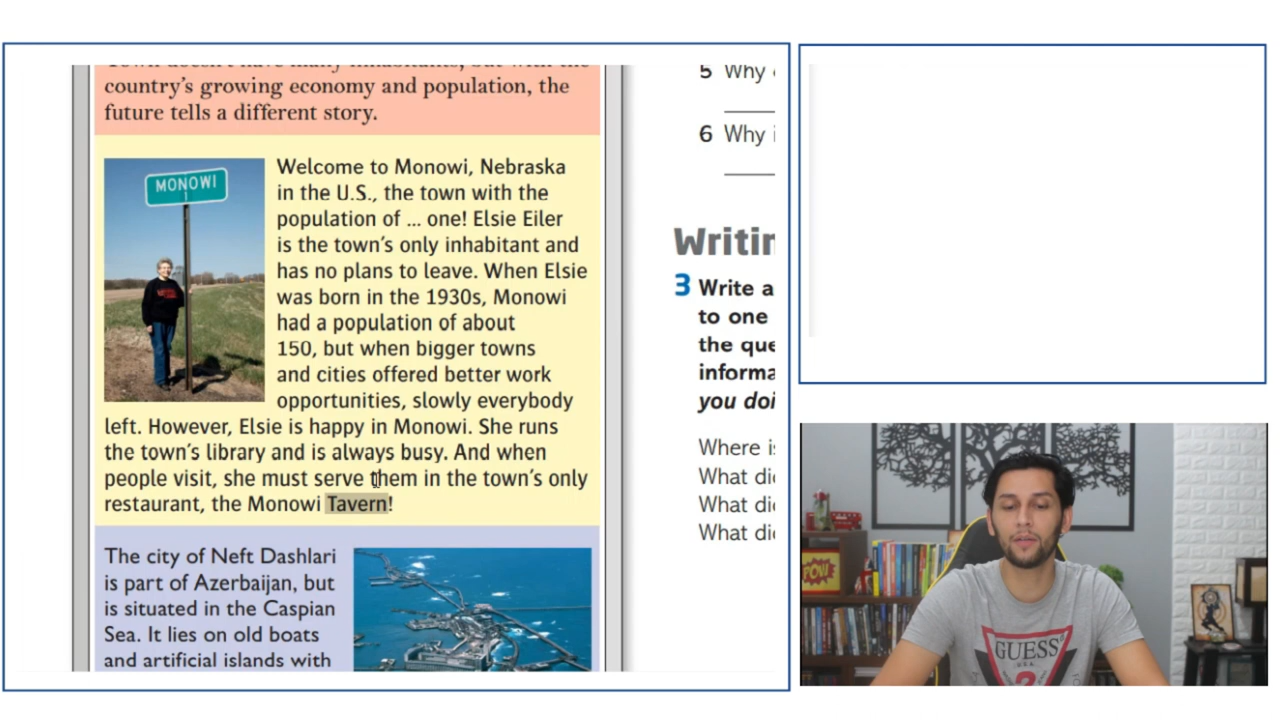 country's growing economy and population, the
future tells a different story.
MONOWI
1
Welcome to Monowi, Nebraska
in the U.S., the town with the
population of ... one! Elsie Eiler
is the town's only inhabitant and
has no plans to leave. When Elsie
was born in the 1930s, Monowi
had a population of about
150, but when bigger towns
and cities offered better work
opportunities, slowly everybody
left. However, Elsie is happy in Monowi. She runs
the town's library and is always busy. And when
people visit, she must serve them in the town's only
restaurant, the Monowi Tavern!
The city of Neft Dashlari
is part of Azerbaijan, but
is situated in the Caspian
Sea. It lies on old boats
and artificial islands with
5 Why
6 Why i
Writin
3 Write a
to one
the que
informa
you doi
Where is
What did
What did
What did
POW!
GUESS
U.S.A.